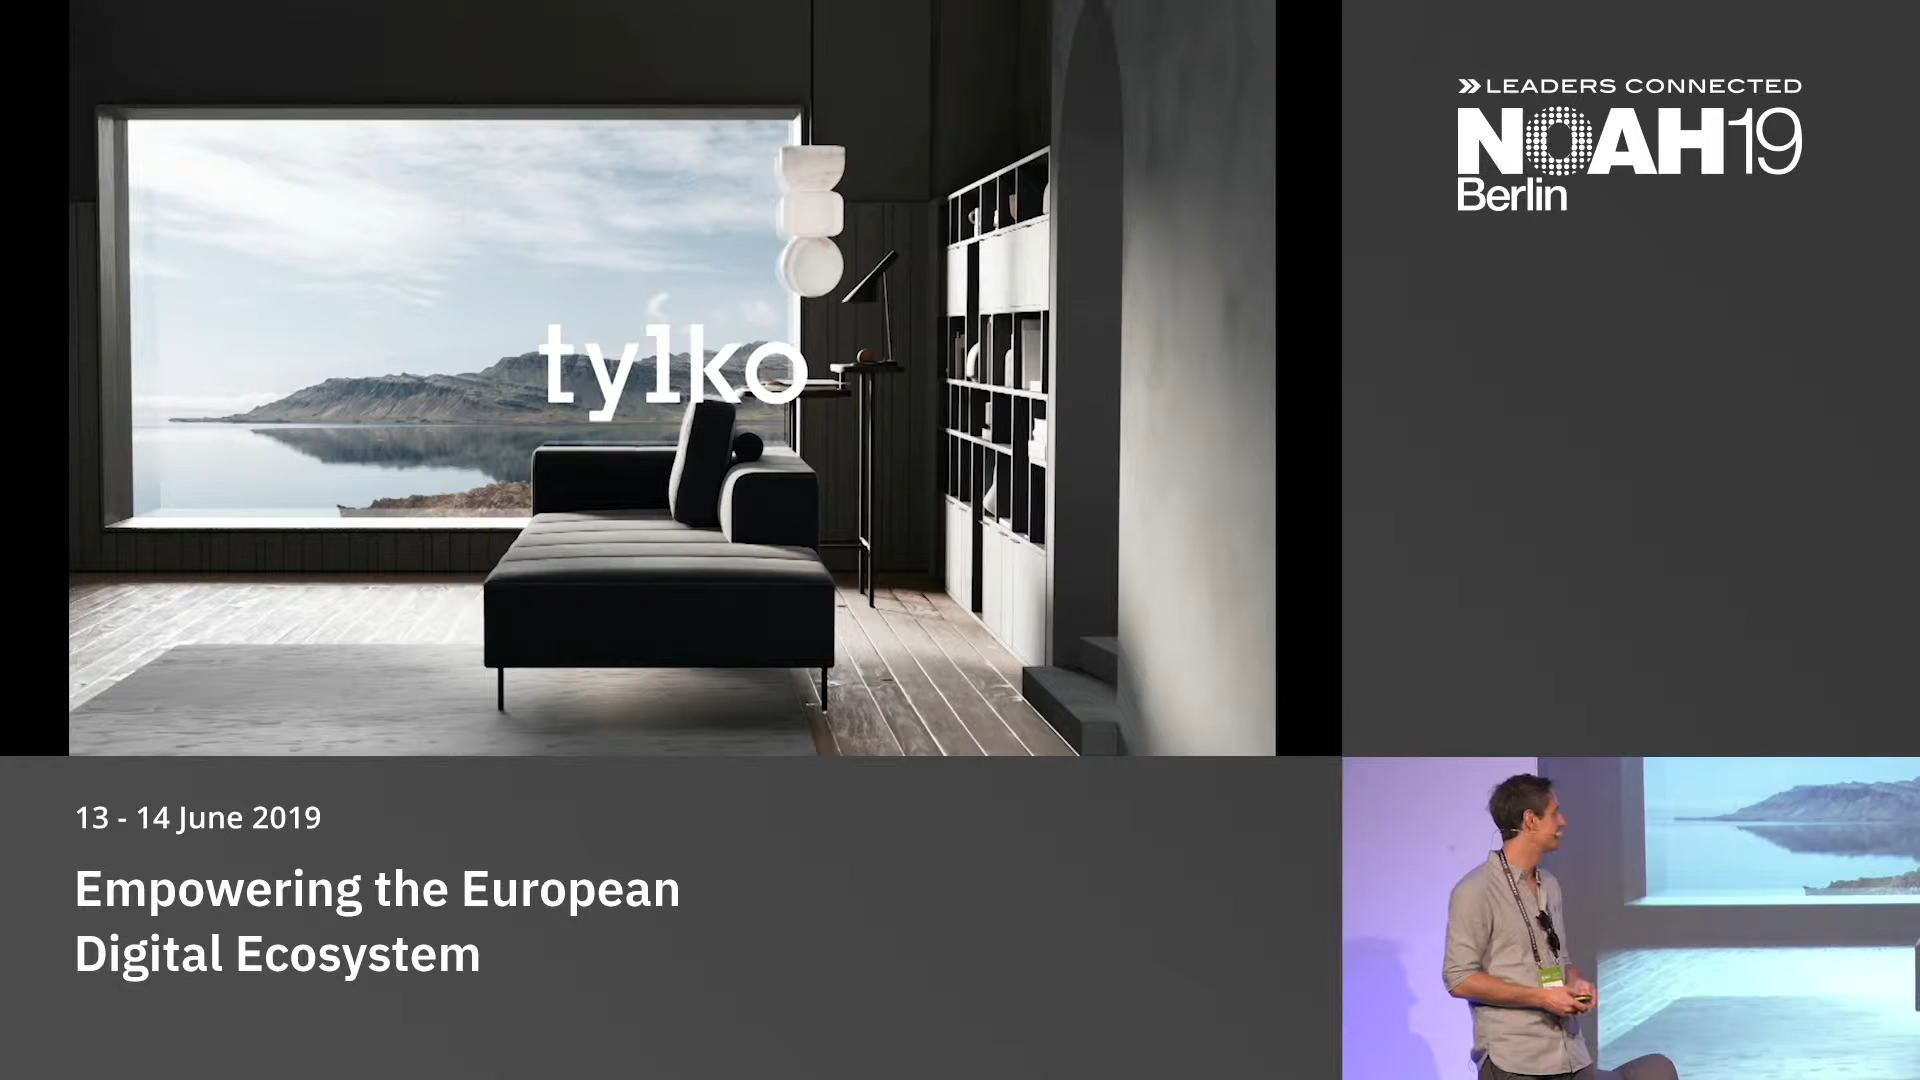 tylko
LEADERS CONNECTED
NOAH19
Berlin
13 - 14 June 2019
Empowering the European
Digital Ecosystem